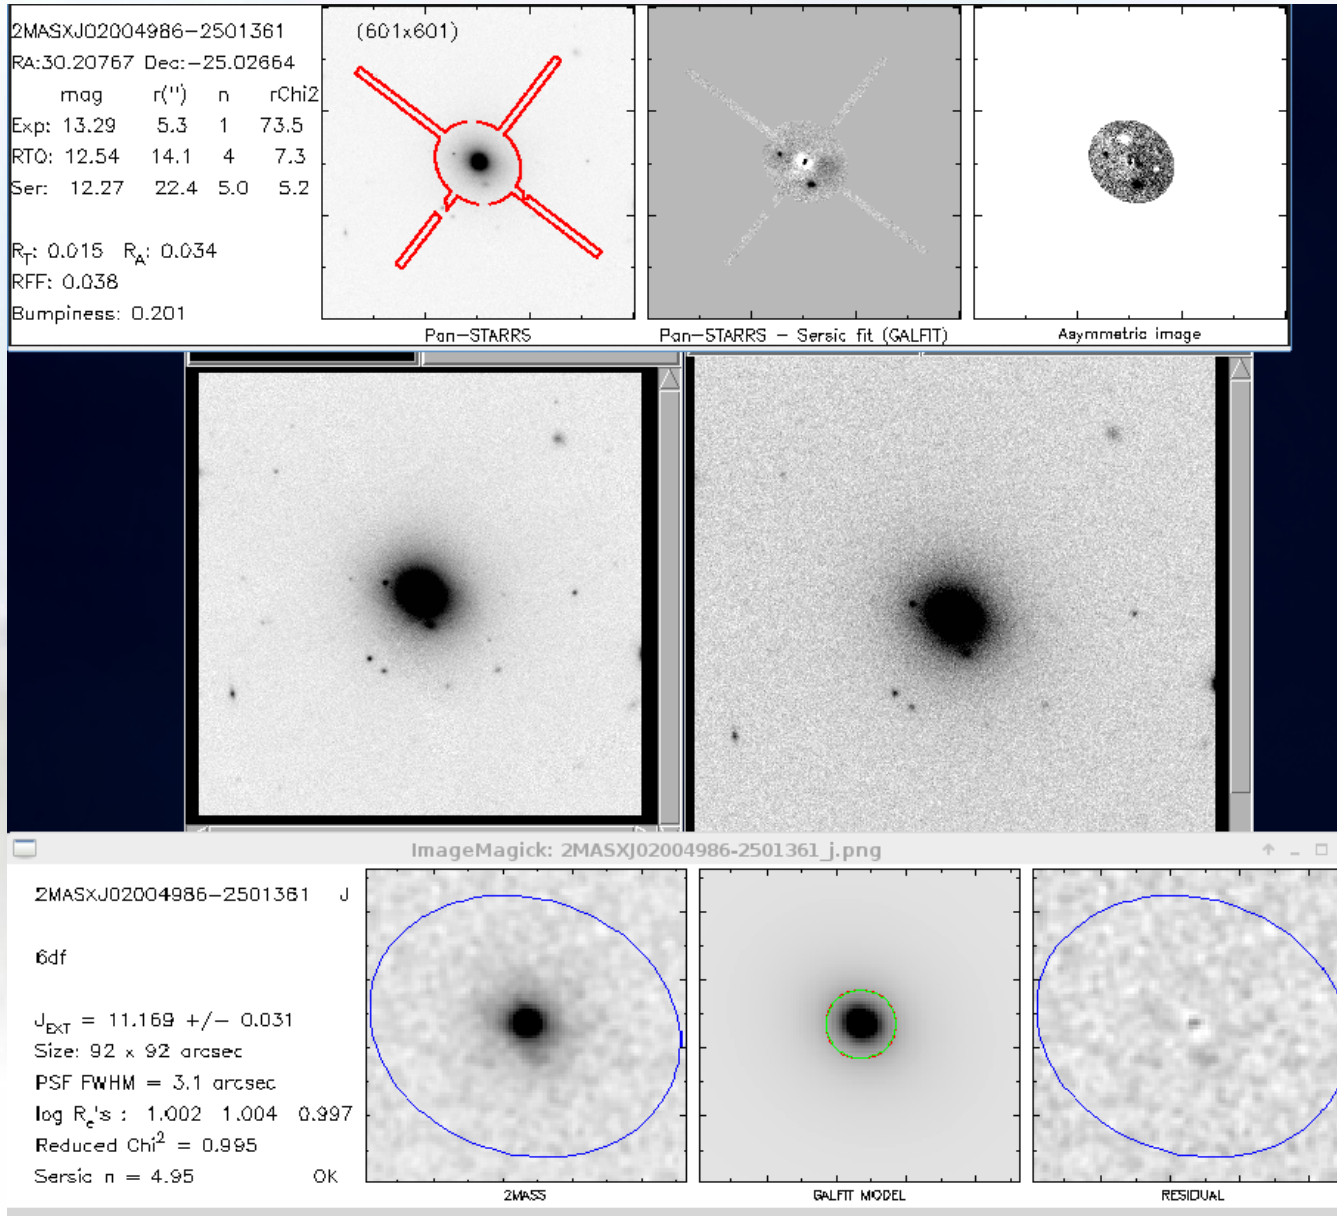 2MASXJ02004986-2501361
RA:30.20767 Dec:-25.02664
mag r(") n rChi2
Exp: 13.29 5.3 1 73.5
RTO: 12.54 14.1 4 7.3
Ser: 12.27 22.4 5.0 5.2
R_T: 0.015 R_A: 0.034
RFF: 0.038
Bumpiness: 0.201
(601x601)
Pan-STARRS
Pan-STARRS - Sersic fit (GALFIT)
Asymmetric image
ImageMagick: 2MASXJ02004986-2501361_j.png
2MASXJ02004986-2501361 J
6df
J_EXT = 11.169 +/- 0.031
Size: 92 x 92 arcsec
PSF FWHM = 3.1 arcsec
log R_e's : 1.002 1.004 0.997
Reduced Chi² = 0.995
Sersic n = 4.95 OK
2MASS
GALFIT MODEL
RESIDUAL